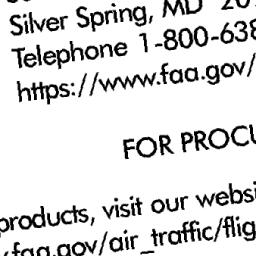 Silver Spring, MD 20
Telephone 1-800-638
https://www.faa.gov/
FOR PROCU
products, visit our websi
.faa.gov/air_traffic/flig